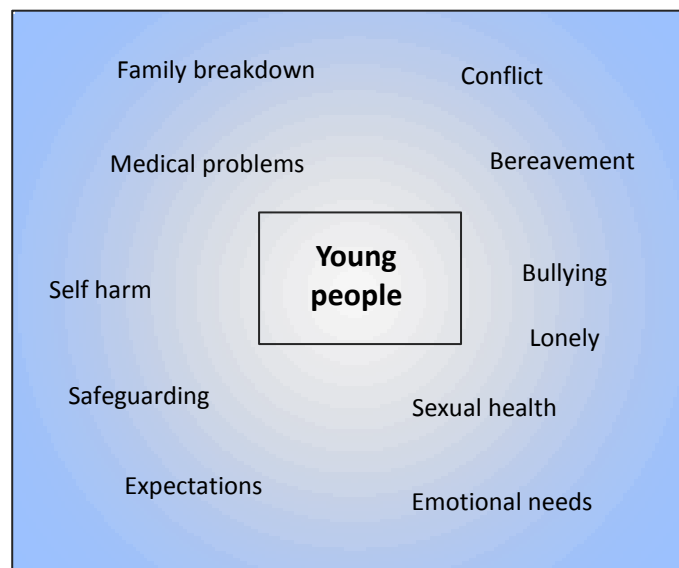 Family breakdown
Conflict
Medical problems
Bereavement
Young
people
Self harm
Bullying
Lonely
Safeguarding
Sexual health
Expectations
Emotional needs